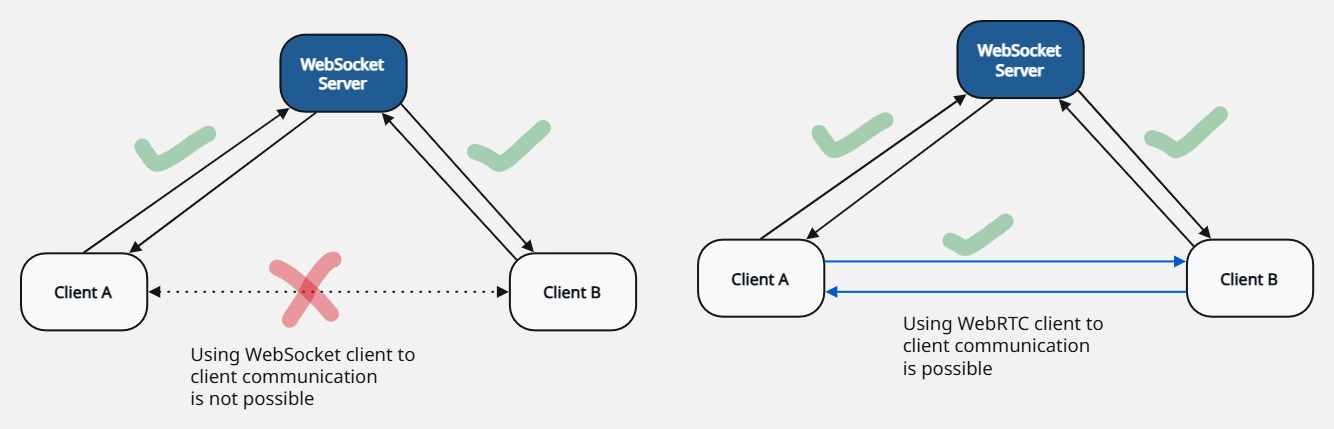 WebSocket
Server
Client A
Client B
Using WebSocket client to
client communication
is not possible
WebSocket
Server
Client A
Client B
Using WebRTC client to
client communication
is possible